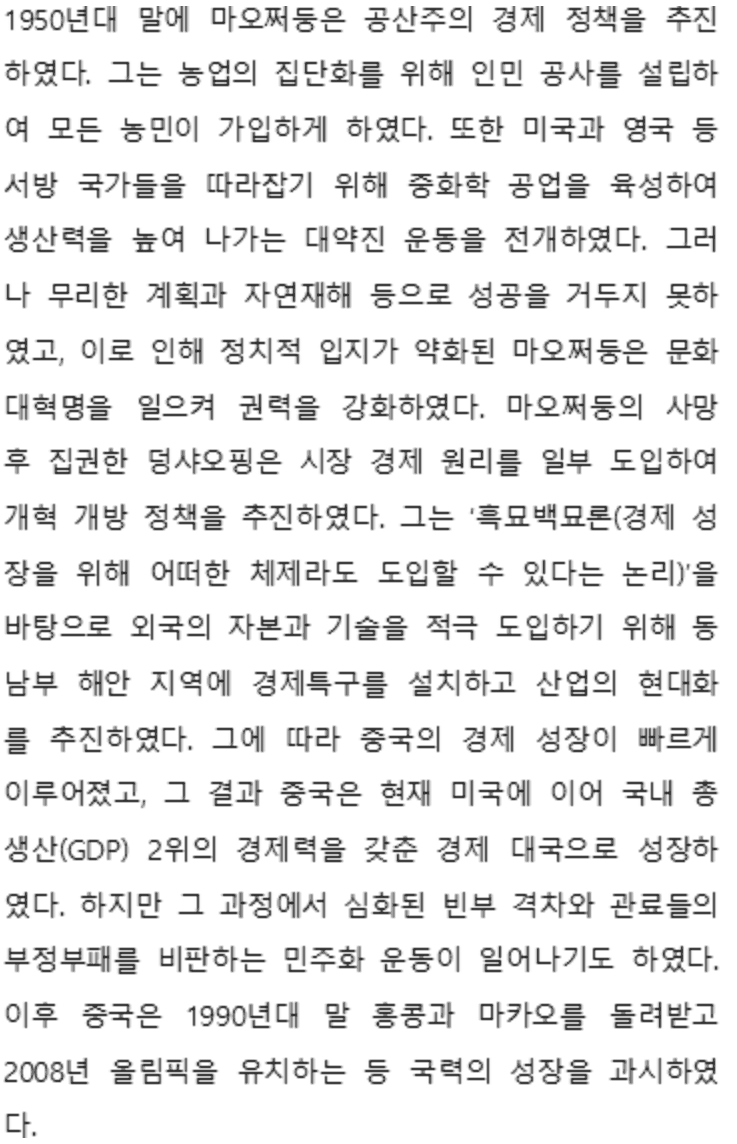 1950년대 말에 마오쩌둥은 공산주의 경제 정책을 추진
하였다. 그는 농업의 집단화를 위해 인민 공사를 설립하
여 모든 농민이 가입하게 하였다. 또한 미국과 영국 등
서방 국가들을 따라잡기 위해 중화학 공업을 육성하여
생산력을 높여 나가는 대약진 운동을 전개하였다. 그러
나 무리한 계획과 자연재해 등으로 성공을 거두지 못하
였고, 이로 인해 정치적 입지가 약화된 마오쩌둥은 문화
대혁명을 일으켜 권력을 강화하였다. 마오쩌둥의 사망
후 집권한 덩샤오핑은 시장 경제 원리를 일부 도입하여
개혁 개방 정책을 추진하였다. 그는 '흑묘백묘론(경제 성
장을 위해 어떠한 체제라도 도입할 수 있다는 논리)'을
바탕으로 외국의 자본과 기술을 적극 도입하기 위해 동
남부 해안 지역에 경제특구를 설치하고 산업의 현대화
를 추진하였다. 그에 따라 중국의 경제 성장이 빠르게
이루어졌고, 그 결과 중국은 현재 미국에 이어 국내 총
생산(GDP) 2위의 경제력을 갖춘 경제 대국으로 성장하
였다. 하지만 그 과정에서 심화된 빈부 격차와 관료들의
부정부패를 비판하는 민주화 운동이 일어나기도 하였다.
이후 중국은 1990년대 말 홍콩과 마카오를 돌려받고
2008년 올림픽을 유치하는 등 국력의 성장을 과시하였
다.